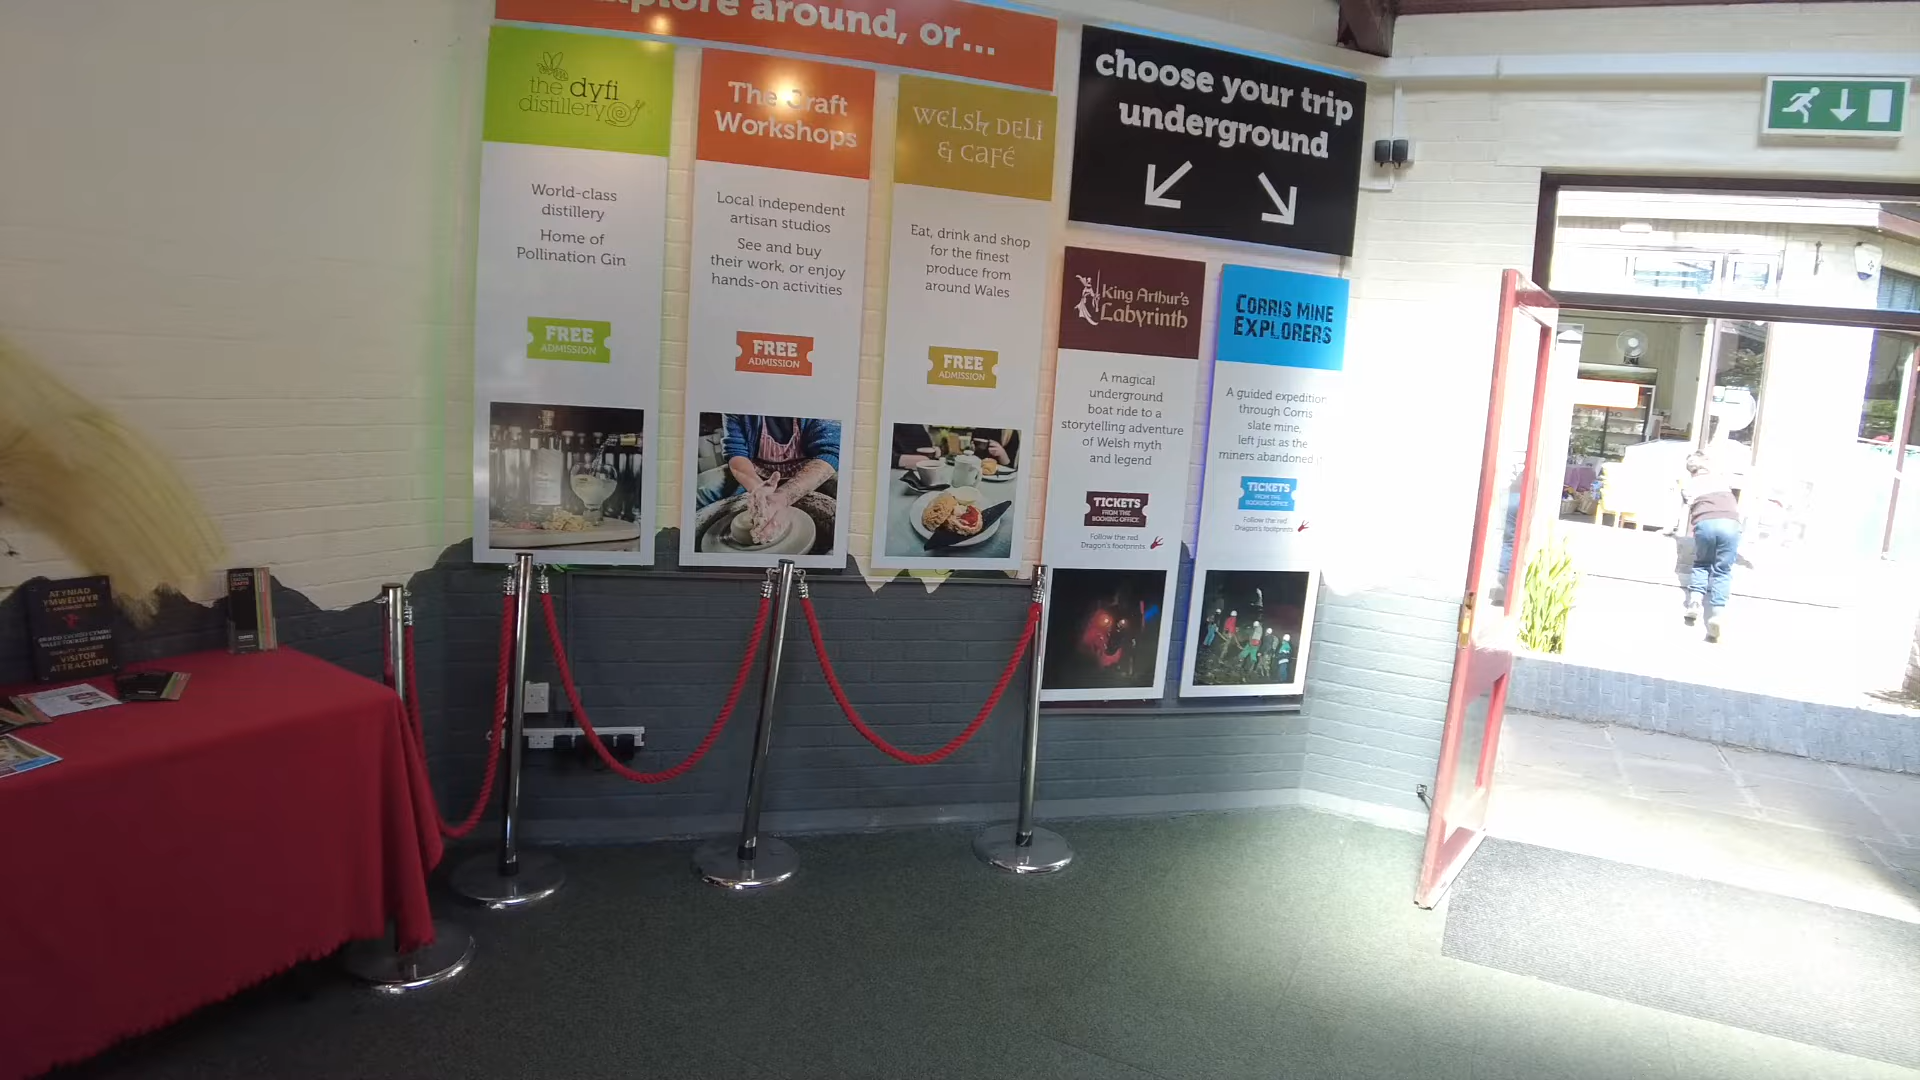 explore around, or...
the dyfi
distillery
World-class
distillery
Home of
Pollination Gin
FREE
ADMISSION
The Craft
Workshops
Local independent
artisan studios
See and buy
their work, or enjoy
hands-on activities
FREE
ADMISSION
WELSH DELI
& CAFÉ
Eat, drink and shop
for the finest
produce from
around Wales
FREE
ADMISSION
choose your trip
underground
King Arthur's
Labyrinth
A magical
underground
boat ride to a
storytelling adventure
of Welsh myth
and legend
TICKETS
FROM THE
BOOKING OFFICE
Follow the red
Dragon's footprints
CORRIS MINE
EXPLORERS
A guided expedition
through Corris
slate mine,
left just as the
miners abandoned
TICKETS
FROM THE
BOOKING OFFICE
Follow the red
Dragon's footprints
ATYNIAD
YMWELWYR
VISITOR
ATTRACTION